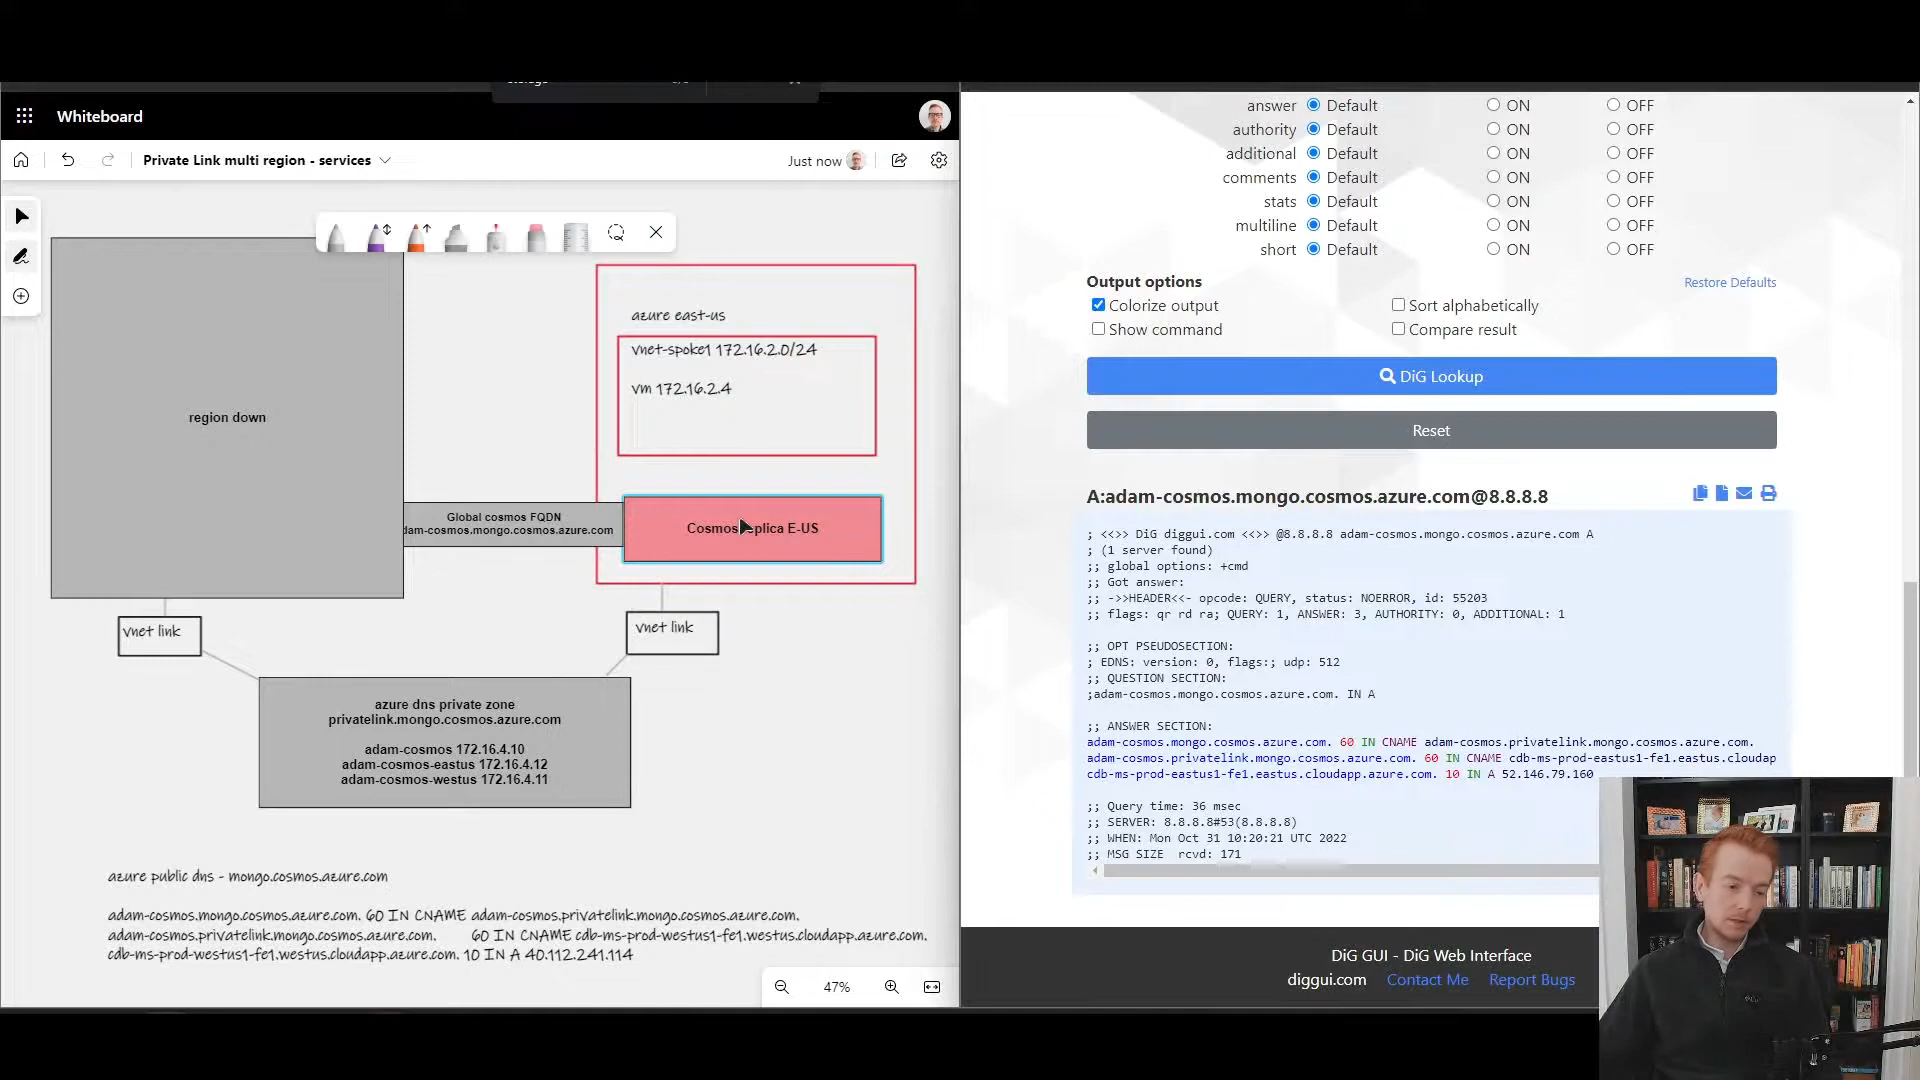 Whiteboard
Private Link multi region - services
Just now
region down
azure east-us
vnet-spoke1 172.16.2.0/24
vm 172.16.2.4
Global cosmos FQDN
dam-cosmos.mongo.cosmos.azure.com
Cosmos replica E-US
vnet link
vnet link
azure dns private zone
privatelink.mongo.cosmos.azure.com
adam-cosmos 172.16.4.10
adam-cosmos-eastus 172.16.4.12
adam-cosmos-westus 172.16.4.11
azure public dns - mongo.cosmos.azure.com
adam-cosmos.mongo.cosmos.azure.com. 60 IN CNAME adam-cosmos.privatelink.mongo.cosmos.azure.com.
adam-cosmos.privatelink.mongo.cosmos.azure.com. 60 IN CNAME cdb-ms-prod-westus1-fe1.westus.cloudapp.azure.com.
cdb-ms-prod-westus1-fe1.westus.cloudapp.azure.com. 10 IN A 40.112.241.114
47%
answer Default ON OFF
authority Default ON OFF
additional Default ON OFF
comments Default ON OFF
stats Default ON OFF
multiline Default ON OFF
short Default ON OFF
Output options Restore Defaults
Colorize output Sort alphabetically
Show command Compare result
DiG Lookup
Reset
A:adam-cosmos.mongo.cosmos.azure.com@8.8.8.8
; <<>> DiG diggui.com <<>> @8.8.8.8 adam-cosmos.mongo.cosmos.azure.com A
; (1 server found)
;; global options: +cmd
;; Got answer:
;; ->>HEADER<<- opcode: QUERY, status: NOERROR, id: 55203
;; flags: qr rd ra; QUERY: 1, ANSWER: 3, AUTHORITY: 0, ADDITIONAL: 1
;; OPT PSEUDOSECTION:
; EDNS: version: 0, flags:; udp: 512
;; QUESTION SECTION:
;adam-cosmos.mongo.cosmos.azure.com. IN A
;; ANSWER SECTION:
adam-cosmos.mongo.cosmos.azure.com. 60 IN CNAME adam-cosmos.privatelink.mongo.cosmos.azure.com.
adam-cosmos.privatelink.mongo.cosmos.azure.com. 60 IN CNAME cdb-ms-prod-eastus1-fe1.eastus.cloudap
cdb-ms-prod-eastus1-fe1.eastus.cloudapp.azure.com. 10 IN A 52.146.79.160
;; Query time: 36 msec
;; SERVER: 8.8.8.8#53(8.8.8.8)
;; WHEN: Mon Oct 31 10:20:21 UTC 2022
;; MSG SIZE rcvd: 171
DiG GUI - DiG Web Interface
diggui.com Contact Me Report Bugs